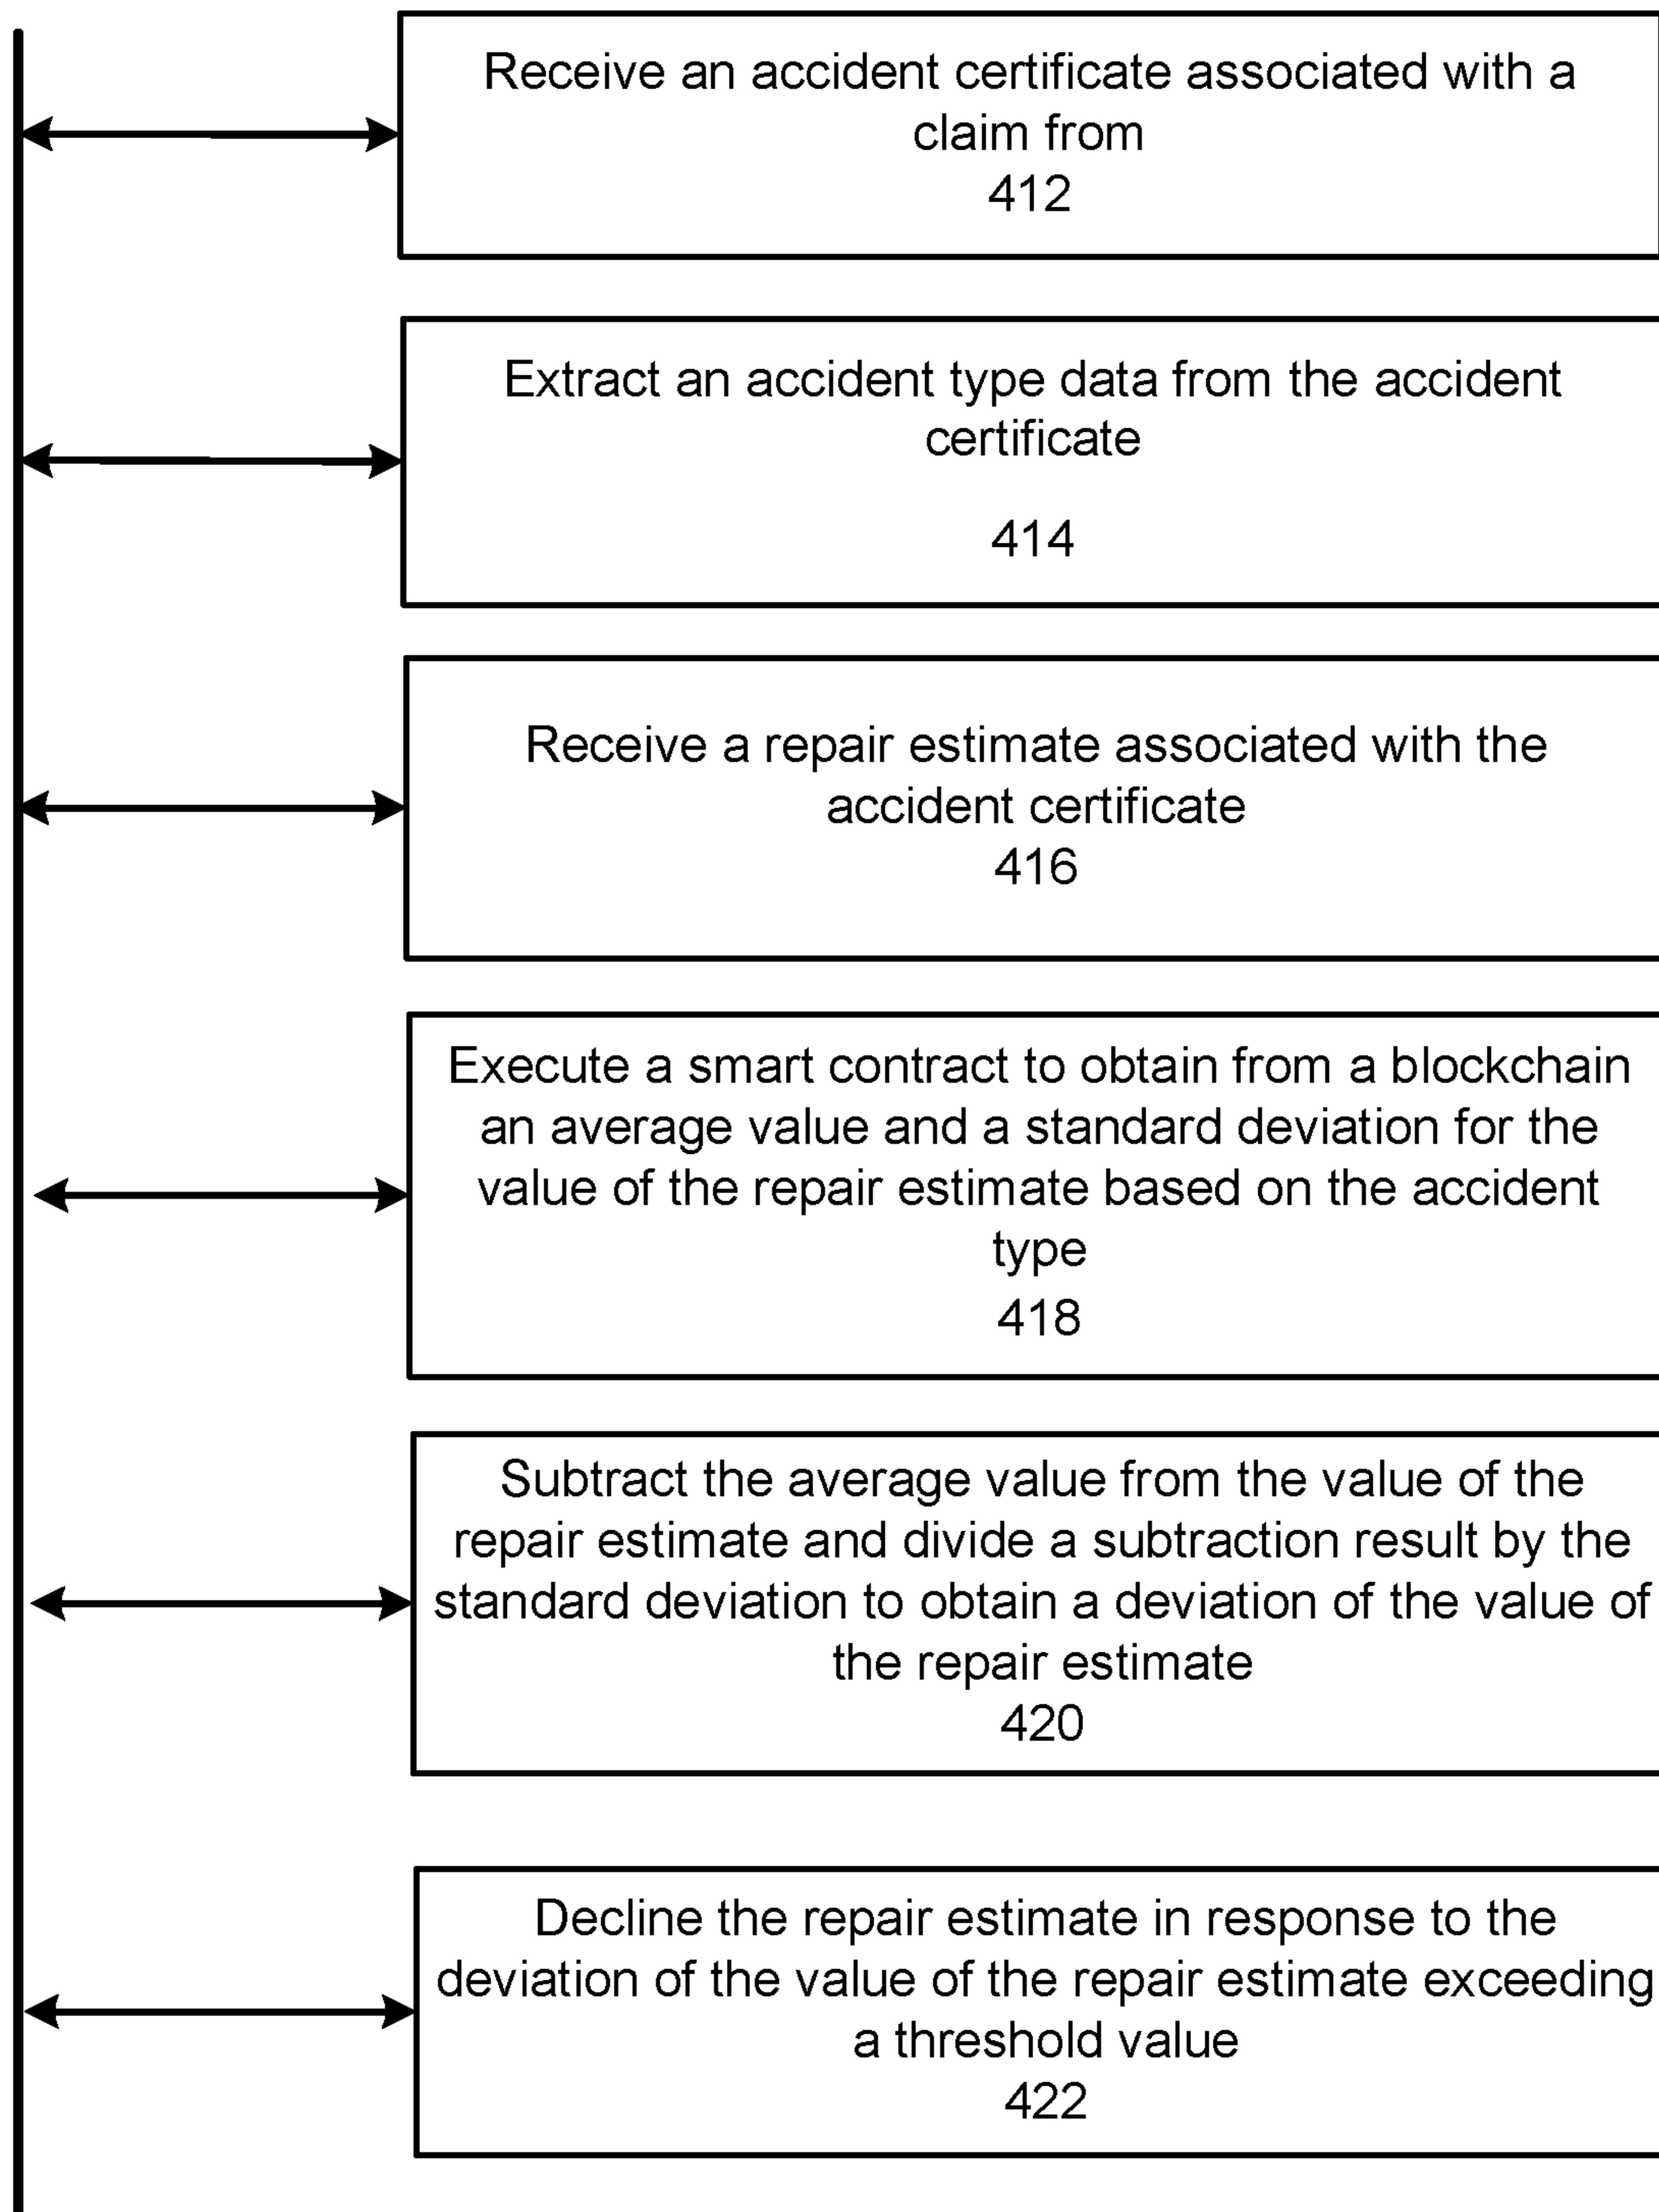 Receive an accident certificate associated with a
claim from
412
Extract an accident type data from the accident
certificate
414
Receive a repair estimate associated with the
accident certificate
416
Execute a smart contract to obtain from a blockchain
an average value and a standard deviation for the
value of the repair estimate based on the accident
type
418
Subtract the average value from the value of the
repair estimate and divide a subtraction result by the
standard deviation to obtain a deviation of the value of
the repair estimate
420
Decline the repair estimate in response to the
deviation of the value of the repair estimate exceeding
a threshold value
422